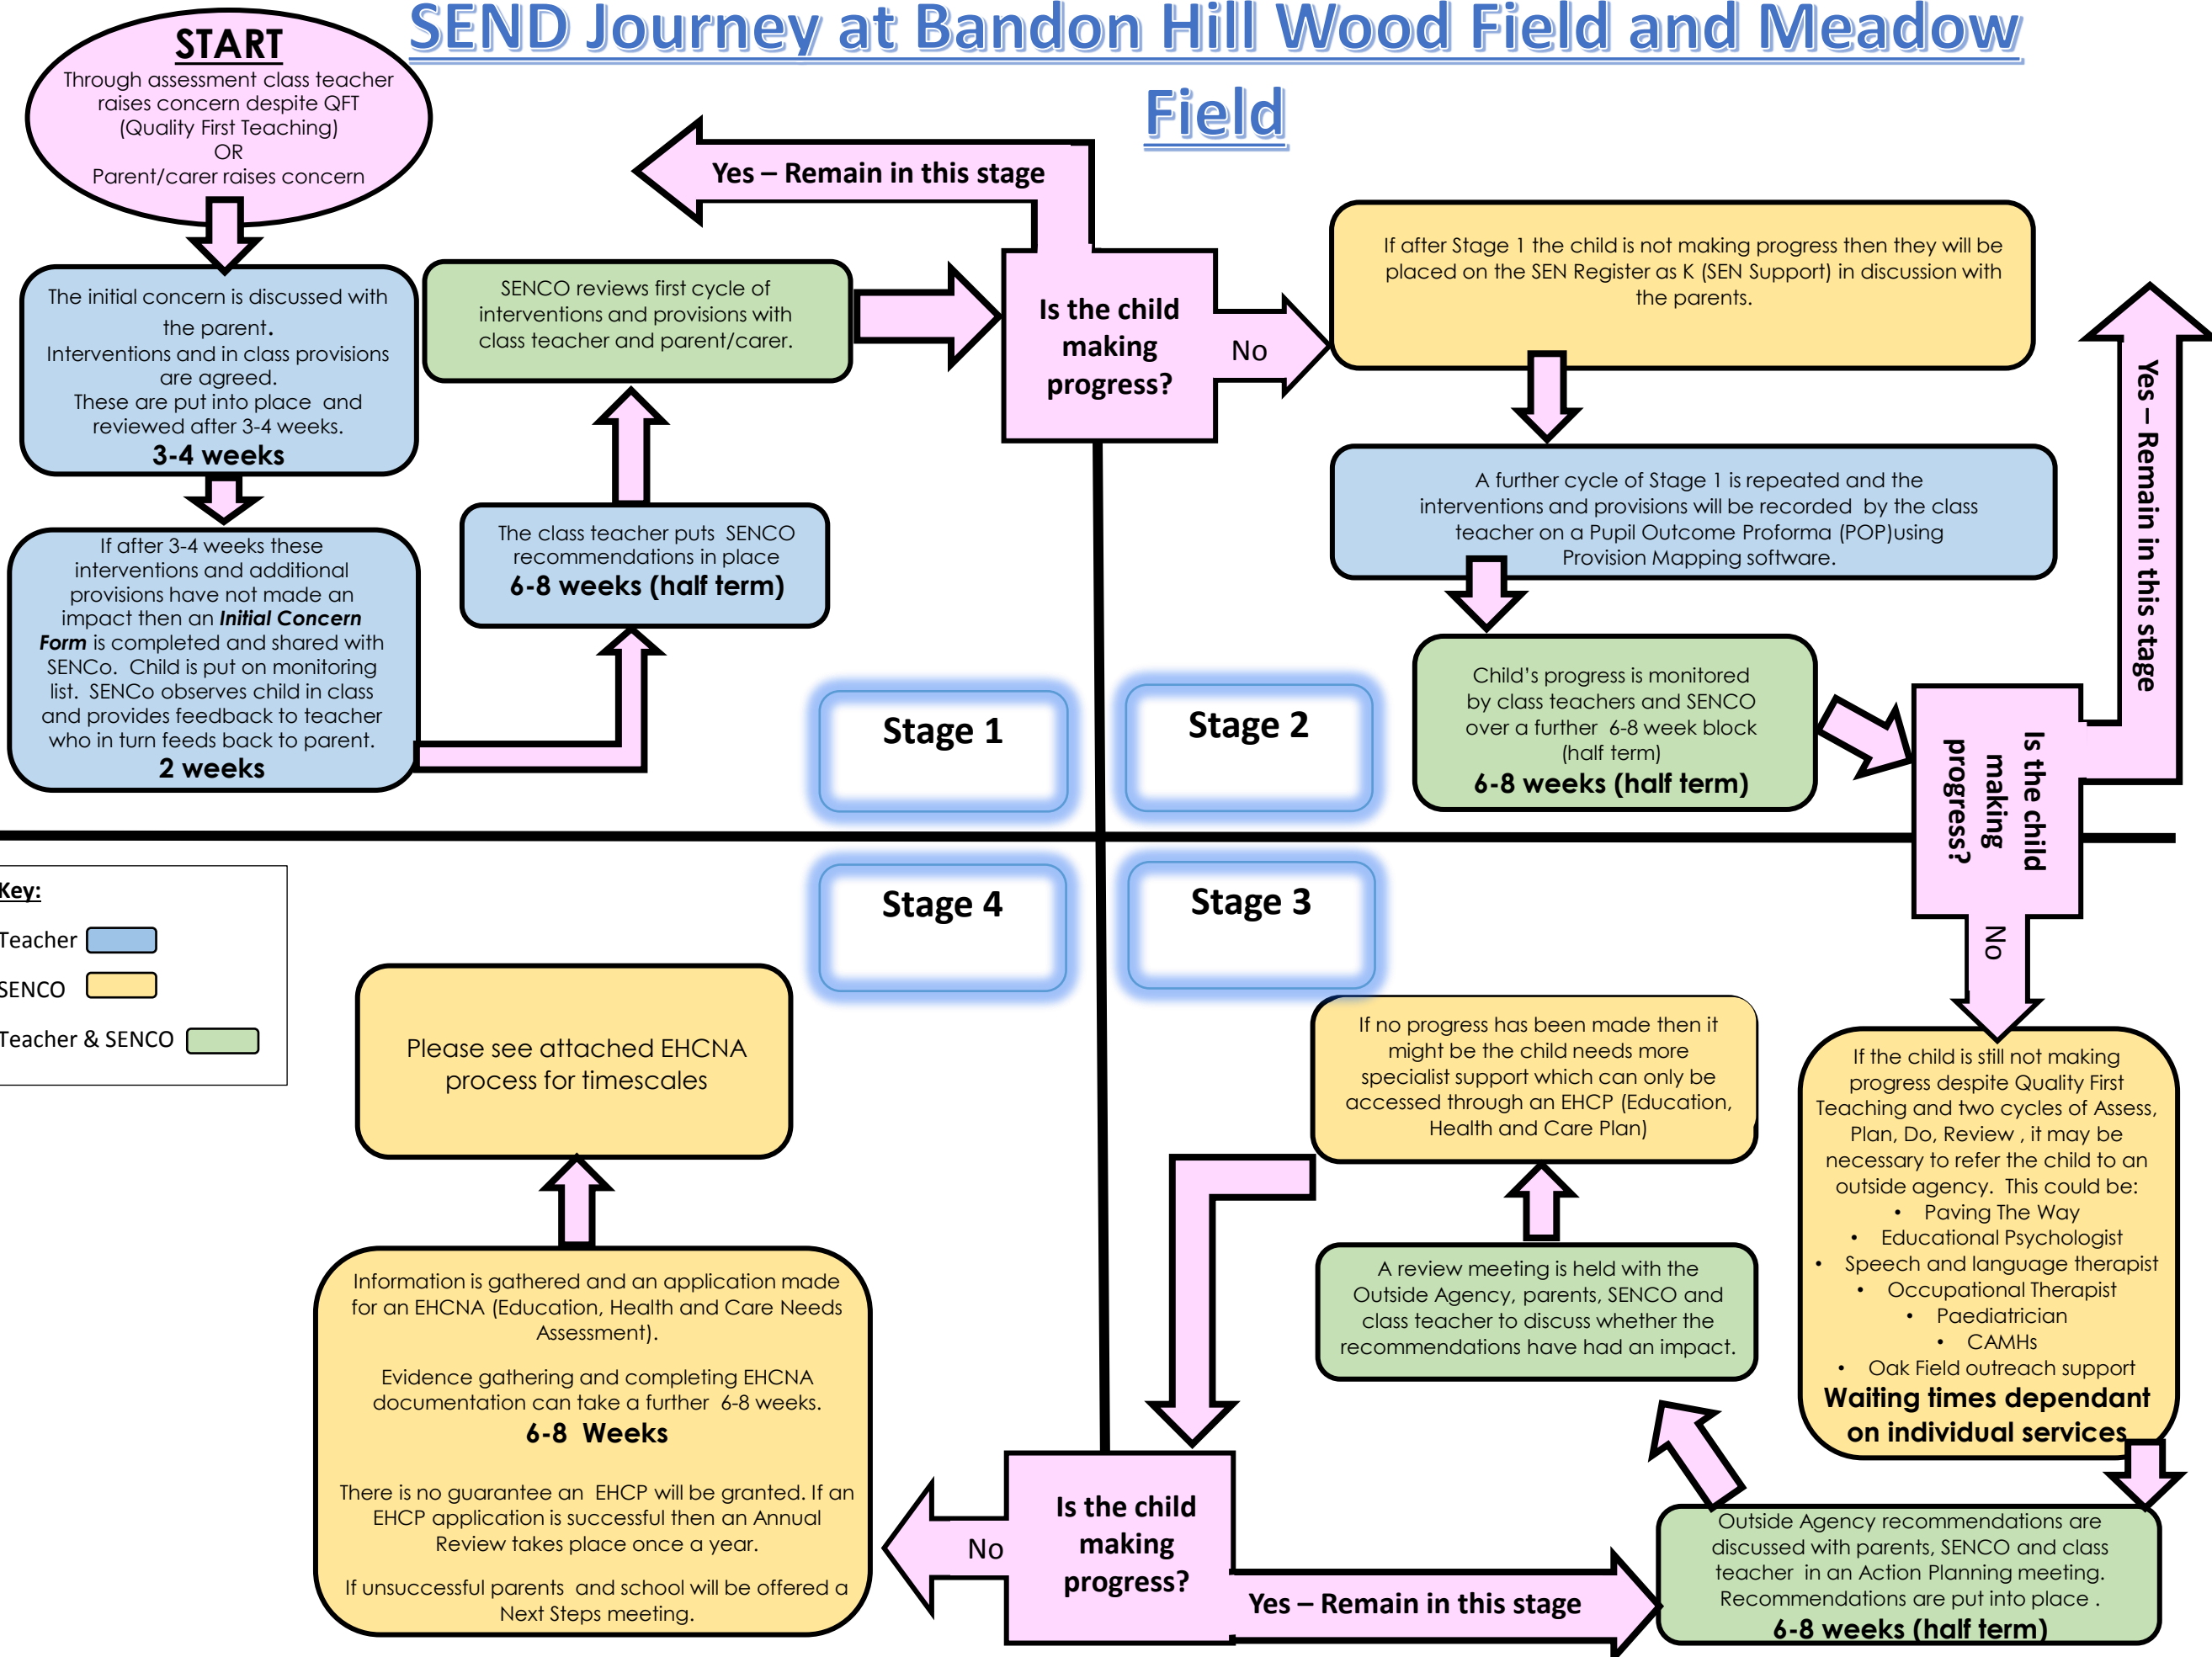 SEND Journey at Bandon Hill Wood Field and Meadow
Field
START
Through assessment class teacher
raises concern despite QFT
(Quality First Teaching)
OR
Parent/carer raises concern
The initial concern is discussed with
the parent.
Interventions and in class provisions
are agreed.
These are put into place and
reviewed after 3-4 weeks.
3-4 weeks
If after 3-4 weeks these
interventions and additional
provisions have not made an
impact then an Initial Concern
Form is completed and shared with
SENCo. Child is put on monitoring
list. SENCo observes child in class
and provides feedback to teacher
who in turn feeds back to parent.
2 weeks
The class teacher puts SENCO
recommendations in place
6-8 weeks (half term)
SENCO reviews first cycle of
interventions and provisions with
class teacher and parent/carer.
Is the child
making
progress?
Yes – Remain in this stage
No
Stage 1
If after Stage 1 the child is not making progress then they will be
placed on the SEN Register as K (SEN Support) in discussion with
the parents.
A further cycle of Stage 1 is repeated and the
interventions and provisions will be recorded by the class
teacher on a Pupil Outcome Proforma (POP)using
Provision Mapping software.
Child's progress is monitored
by class teachers and SENCO
over a further 6-8 week block
(half term)
6-8 weeks (half term)
Stage 2
Is the child
making
progress?
Yes – Remain in this stage
No
If the child is still not making
progress despite Quality First
Teaching and two cycles of Assess,
Plan, Do, Review , it may be
necessary to refer the child to an
outside agency. This could be:
• Paving The Way
• Educational Psychologist
• Speech and language therapist
• Occupational Therapist
• Paediatrician
• CAMHs
• Oak Field outreach support
Waiting times dependant
on individual services
Outside Agency recommendations are
discussed with parents, SENCO and class
teacher in an Action Planning meeting.
Recommendations are put into place .
6-8 weeks (half term)
A review meeting is held with the
Outside Agency, parents, SENCO and
class teacher to discuss whether the
recommendations have had an impact.
If no progress has been made then it
might be the child needs more
specialist support which can only be
accessed through an EHCP (Education,
Health and Care Plan)
Stage 3
Is the child
making
progress?
Yes – Remain in this stage
No
Stage 4
Information is gathered and an application made
for an EHCNA (Education, Health and Care Needs
Assessment).
Evidence gathering and completing EHCNA
documentation can take a further 6-8 weeks.
6-8 Weeks
There is no guarantee an EHCP will be granted. If an
EHCP application is successful then an Annual
Review takes place once a year.
If unsuccessful parents and school will be offered a
Next Steps meeting.
Please see attached EHCNA
process for timescales
Key:
Teacher
SENCO
Teacher & SENCO